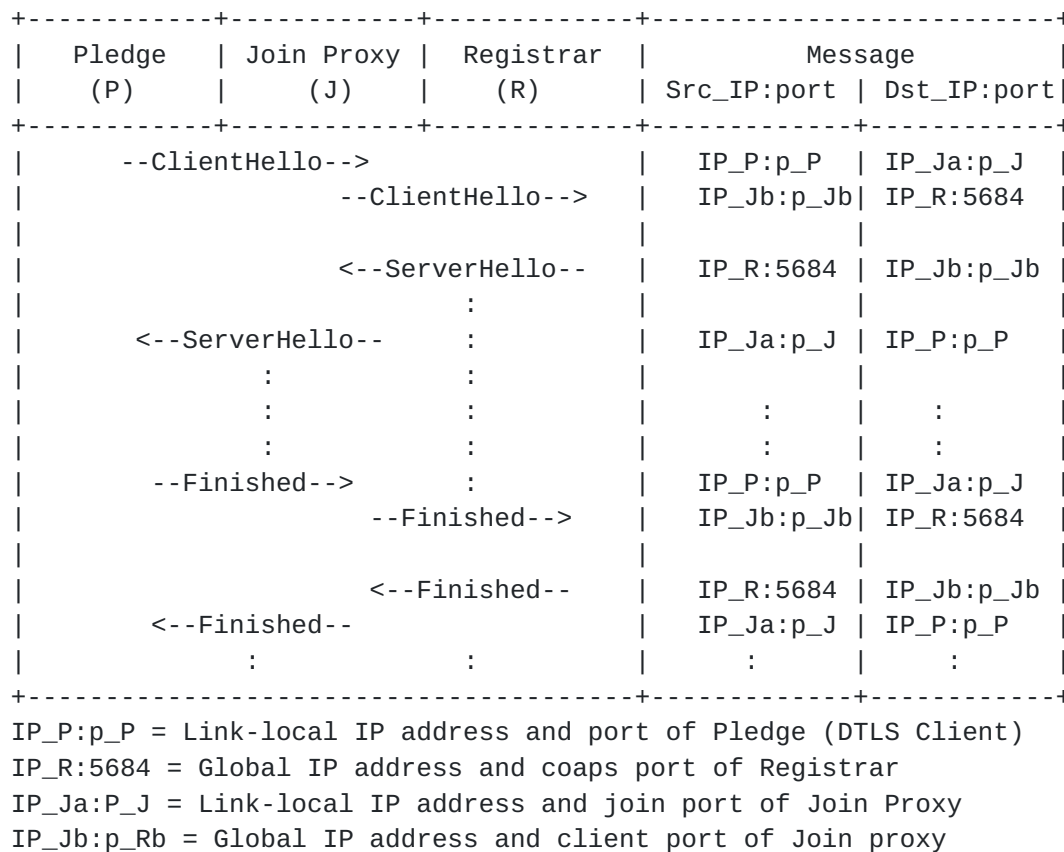 +------------+------------+-------------+--------------------------+
|   Pledge   | Join Proxy |  Registrar  |          Message         |
|    (P)     |     (J)    |    (R)      | Src_IP:port | Dst_IP:port|
+------------+------------+-------------+-------------+------------+
|      --ClientHello-->                 |   IP_P:p_P  | IP_Ja:p_J  |
|                    --ClientHello-->   |   IP_Jb:p_Jb| IP_R:5684  |
|                                       |             |            |
|                    <--ServerHello--   |   IP_R:5684 | IP_Jb:p_Jb |
|                            :          |             |            |
|       <--ServerHello--     :          |   IP_Ja:p_J | IP_P:p_P   |
|               :            :          |             |            |
|               :            :          |       :     |    :       |
|               :            :          |       :     |    :       |
|        --Finished-->       :          |   IP_P:p_P  | IP_Ja:p_J  |
|                      --Finished-->    |   IP_Jb:p_Jb| IP_R:5684  |
|                                       |             |            |
|                      <--Finished--    |   IP_R:5684 | IP_Jb:p_Jb |
|        <--Finished--                  |   IP_Ja:p_J | IP_P:p_P   |
|              :             :          |      :      |     :      |
+---------------------------------------+-------------+------------+
IP_P:p_P = Link-local IP address and port of Pledge (DTLS Client)
IP_R:5684 = Global IP address and coaps port of Registrar
IP_Ja:P_J = Link-local IP address and join port of Join Proxy
IP_Jb:p_Rb = Global IP address and client port of Join proxy